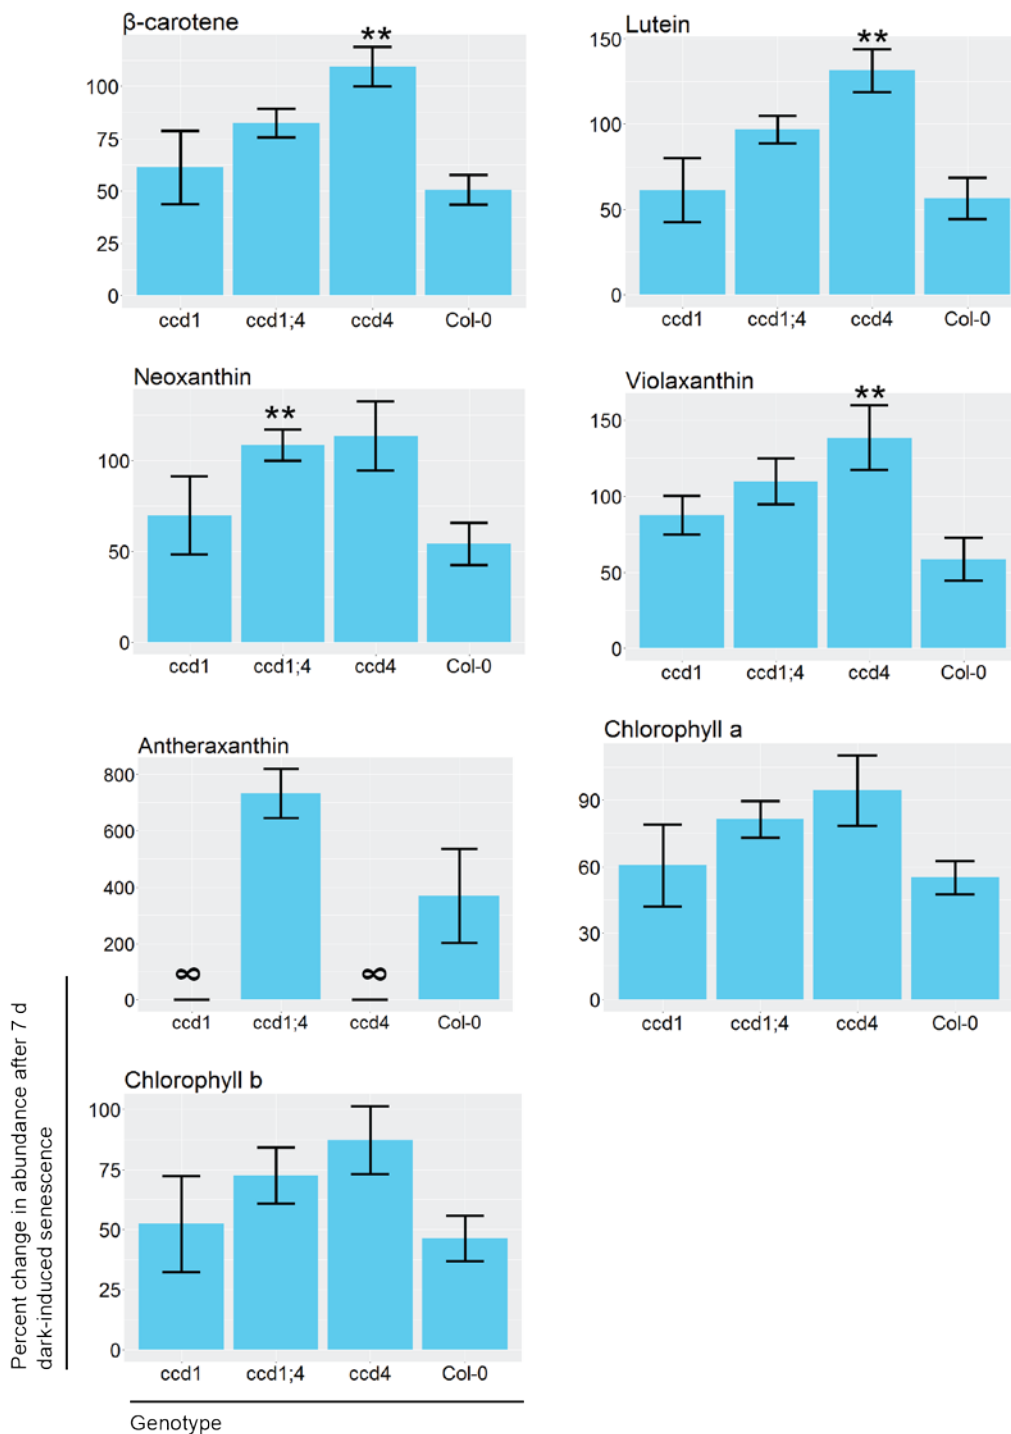 β-carotene
**
100
75
50
25
0
ccd1 ccd1;4 ccd4 Col-0
Lutein
**
150
100
50
0
ccd1 ccd1;4 ccd4 Col-0
Neoxanthin
**
100
50
0
ccd1 ccd1;4 ccd4 Col-0
Violaxanthin
**
150
100
50
0
ccd1 ccd1;4 ccd4 Col-0
Antheraxanthin
800
600
400
200
0
∞ ∞
ccd1 ccd1;4 ccd4 Col-0
Chlorophyll a
90
60
30
0
ccd1 ccd1;4 ccd4 Col-0
Chlorophyll b
100
75
50
25
0
ccd1 ccd1;4 ccd4 Col-0
Percent change in abundance after 7 d
dark-induced senescence
Genotype